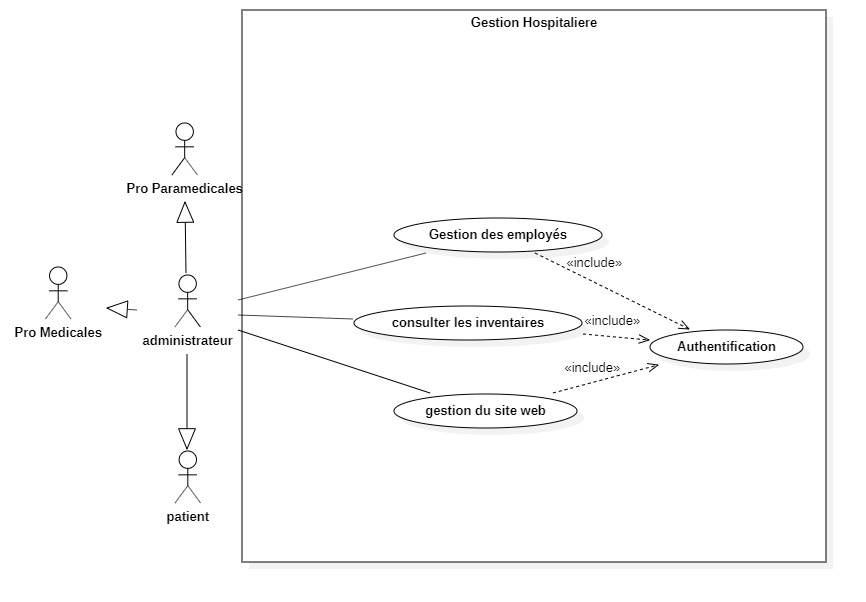 Gestion Hospitaliere
Pro Paramedicales
Gestion des employés
«include»
Pro Medicales
administrateur
consulter les inventaires
«include»
Authentification
«include»
gestion du site web
patient